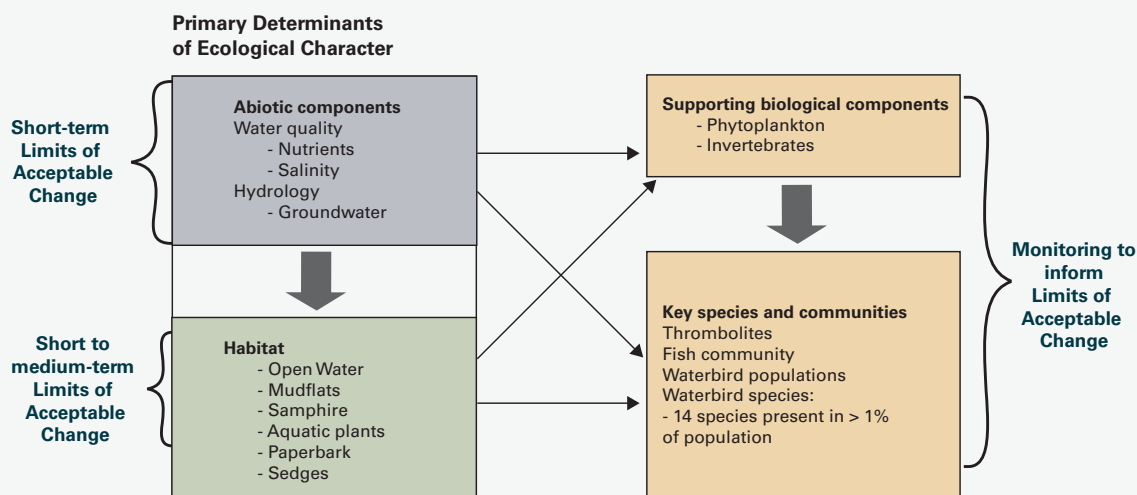 Primary Determinants
of Ecological Character
Short-term
Limits of
Acceptable
Change
Abiotic components
Water quality
- Nutrients
- Salinity
Hydrology
- Groundwater
Supporting biological components
- Phytoplankton
- Invertebrates
Short to
medium-term
Limits of
Acceptable
Change
Habitat
- Open Water
- Mudflats
- Samphire
- Aquatic plants
- Paperbark
- Sedges
Key species and communities
Thrombolites
Fish community
Waterbird populations
Waterbird species:
- 14 species present in > 1%
of population
Monitoring to
inform
Limits of
Acceptable
Change